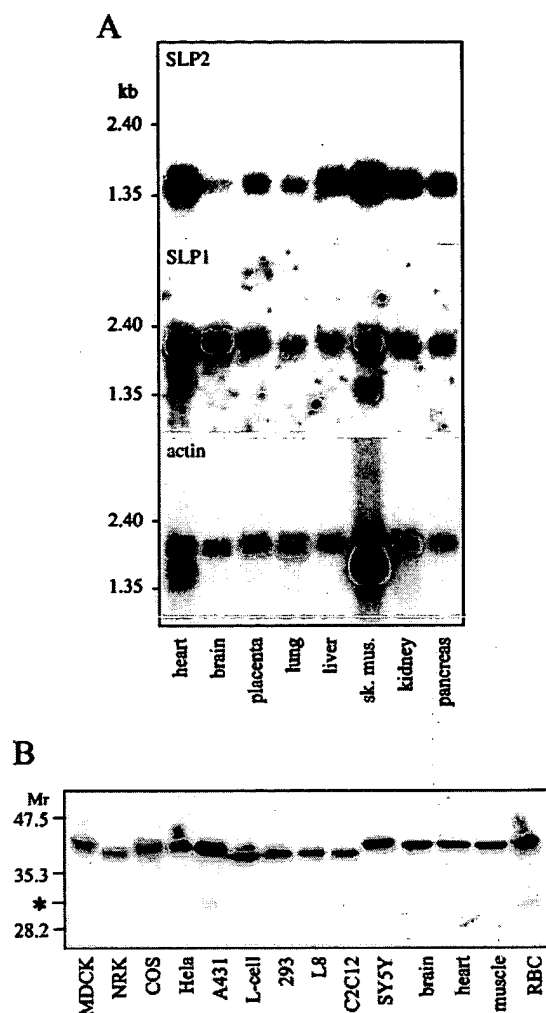 A
SLP2
kb
2.40
1.35
SLP1
2.40
1.35
actin
2.40
1.35
heart
brain
placenta
lung
liver
sk. mus.
kidney
pancreas
B
Mr
47.5
35.3
*
28.2
MDCK
NRK
COS
Hela
A431
L-cell
293
L8
C2C12
SY5Y
brain
heart
muscle
RBC